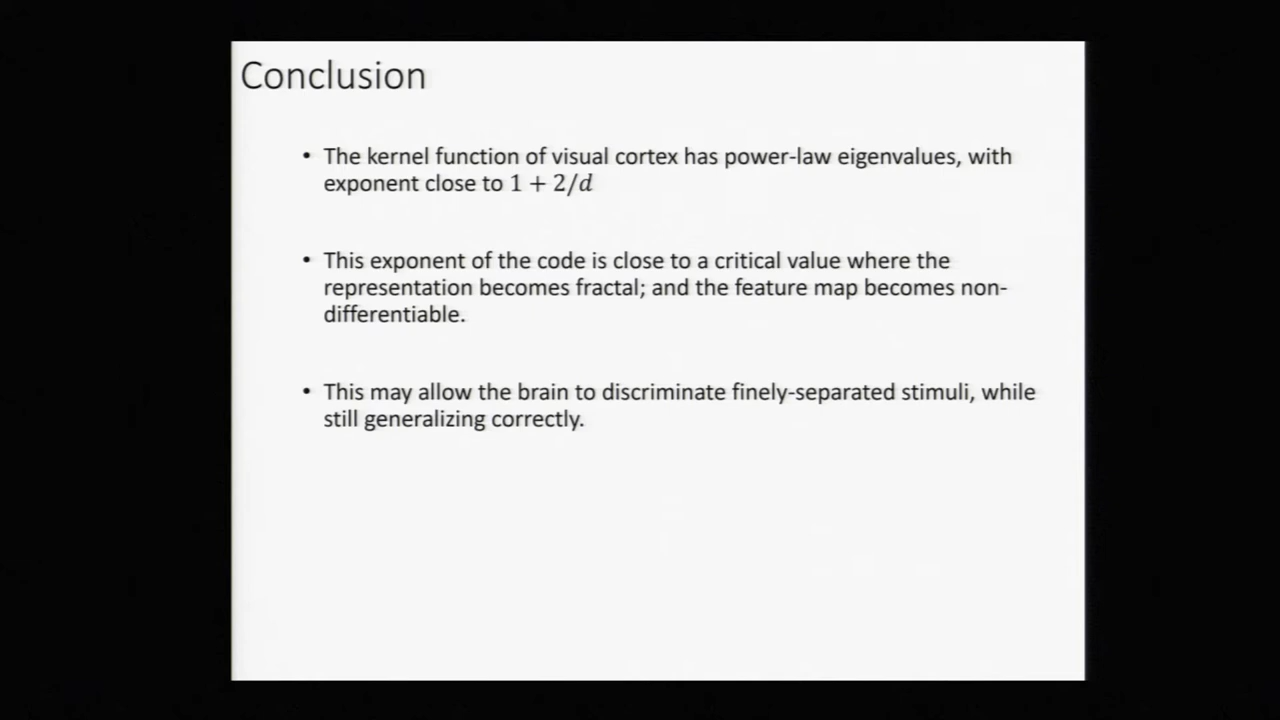 Conclusion
• The kernel function of visual cortex has power-law eigenvalues, with
exponent close to 1 + 2/d
• This exponent of the code is close to a critical value where the
representation becomes fractal; and the feature map becomes non-
differentiable.
• This may allow the brain to discriminate finely-separated stimuli, while
still generalizing correctly.